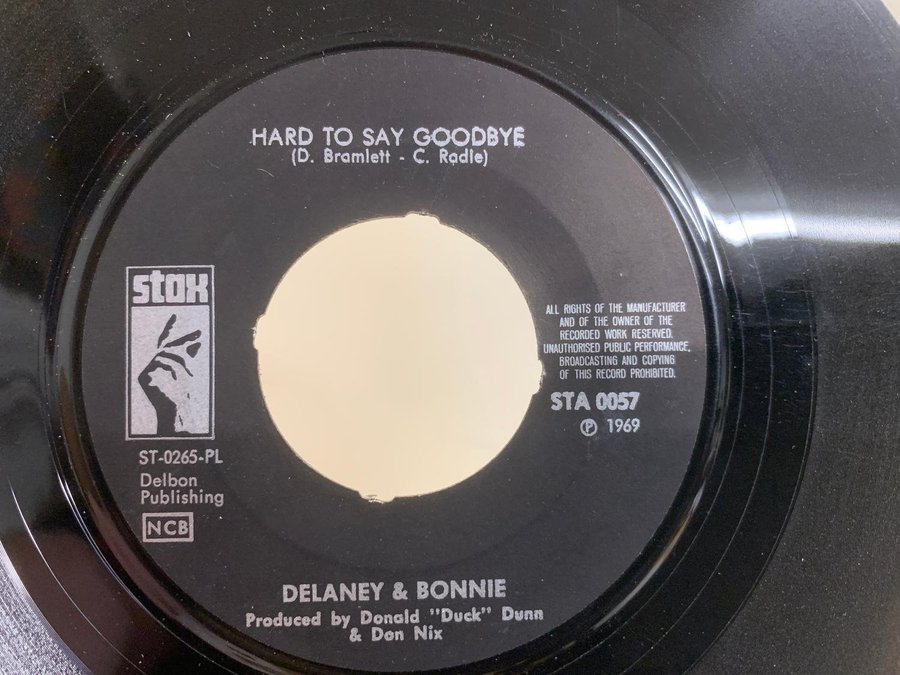 HARD TO SAY GOODBYE
(D. Bramlett - C. Radle)
stax
ALL RIGHTS OF THE MANUFACTURER
AND OF THE OWNER OF THE
RECORDED WORK RESERVED.
UNAUTHORISED PUBLIC PERFORMANCE,
BROADCASTING AND COPYING
OF THIS RECORD PROHIBITED.
STA 0057
Ⓟ 1969
ST-0265-PL
Delbon
Publishing
NCB
DELANEY & BONNIE
Produced by Donald "Duck" Dunn
& Don Nix